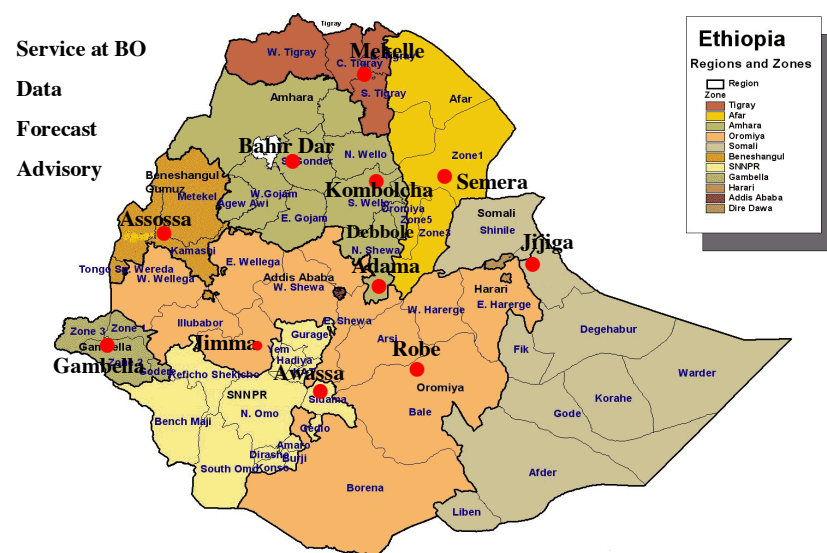 Tigray
Service at BO
Data
Forecast
Advisory
Ethiopia
Regions and Zones
Region
Zone
Tigray
Afar
Amhara
Oromiya
Somali
Beneshangul
SNNPR
Gambella
Harari
Addis Ababa
Dire Dawa
W. Tigray
Mekelle
C. Tigray
S. Tigray
Amhara
Afar
Bahir Dar
N. Wello
Zone1
Beneshangul
Gumuz
Metekel
W.Gojam
Agew Awi
E. Gojam
Kombolcha
S. Wello
Oromiya
Semera
Zone5
Zone3
Assossa
Kamashi
Debbole
N. Shewa
Somali
Shinile
Jijiga
Tongo Sp. Wereda
W. Wellega
E. Wellega
Addis Ababa
W. Shewa
Adama
Harari
E. Harerge
W. Harerge
Zone 3
Gambella
Illubabor
Jimma
Gurage
Yem
Hadiya
E. Shewa
Arsi
Robe
Oromiya
Bale
Fik
Degehabur
Warder
Korahe
Gode
Afder
Liben
Keficho Shekicho
Awassa
Sidama
SNNPR
N. Omo
Bench Maji
Gedio
Amaro
Burji
Dirashe
Konso
South Omo
Borena